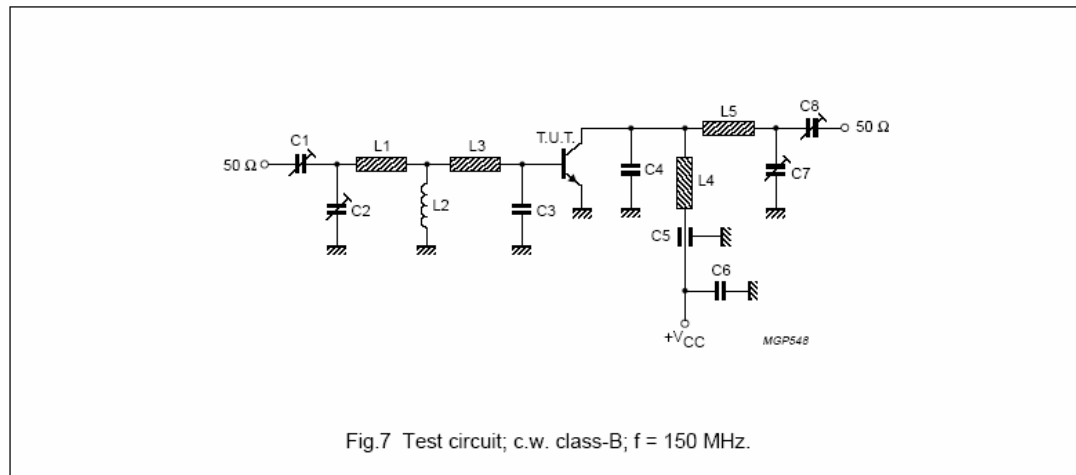 C1
L1
L3
T.U.T.
L5
C8
50 Ω
50 Ω
C2
L2
C3
C4
L4
C7
C5
C6
+VCC
MGP548
Fig.7 Test circuit; c.w. class-B; f = 150 MHz.